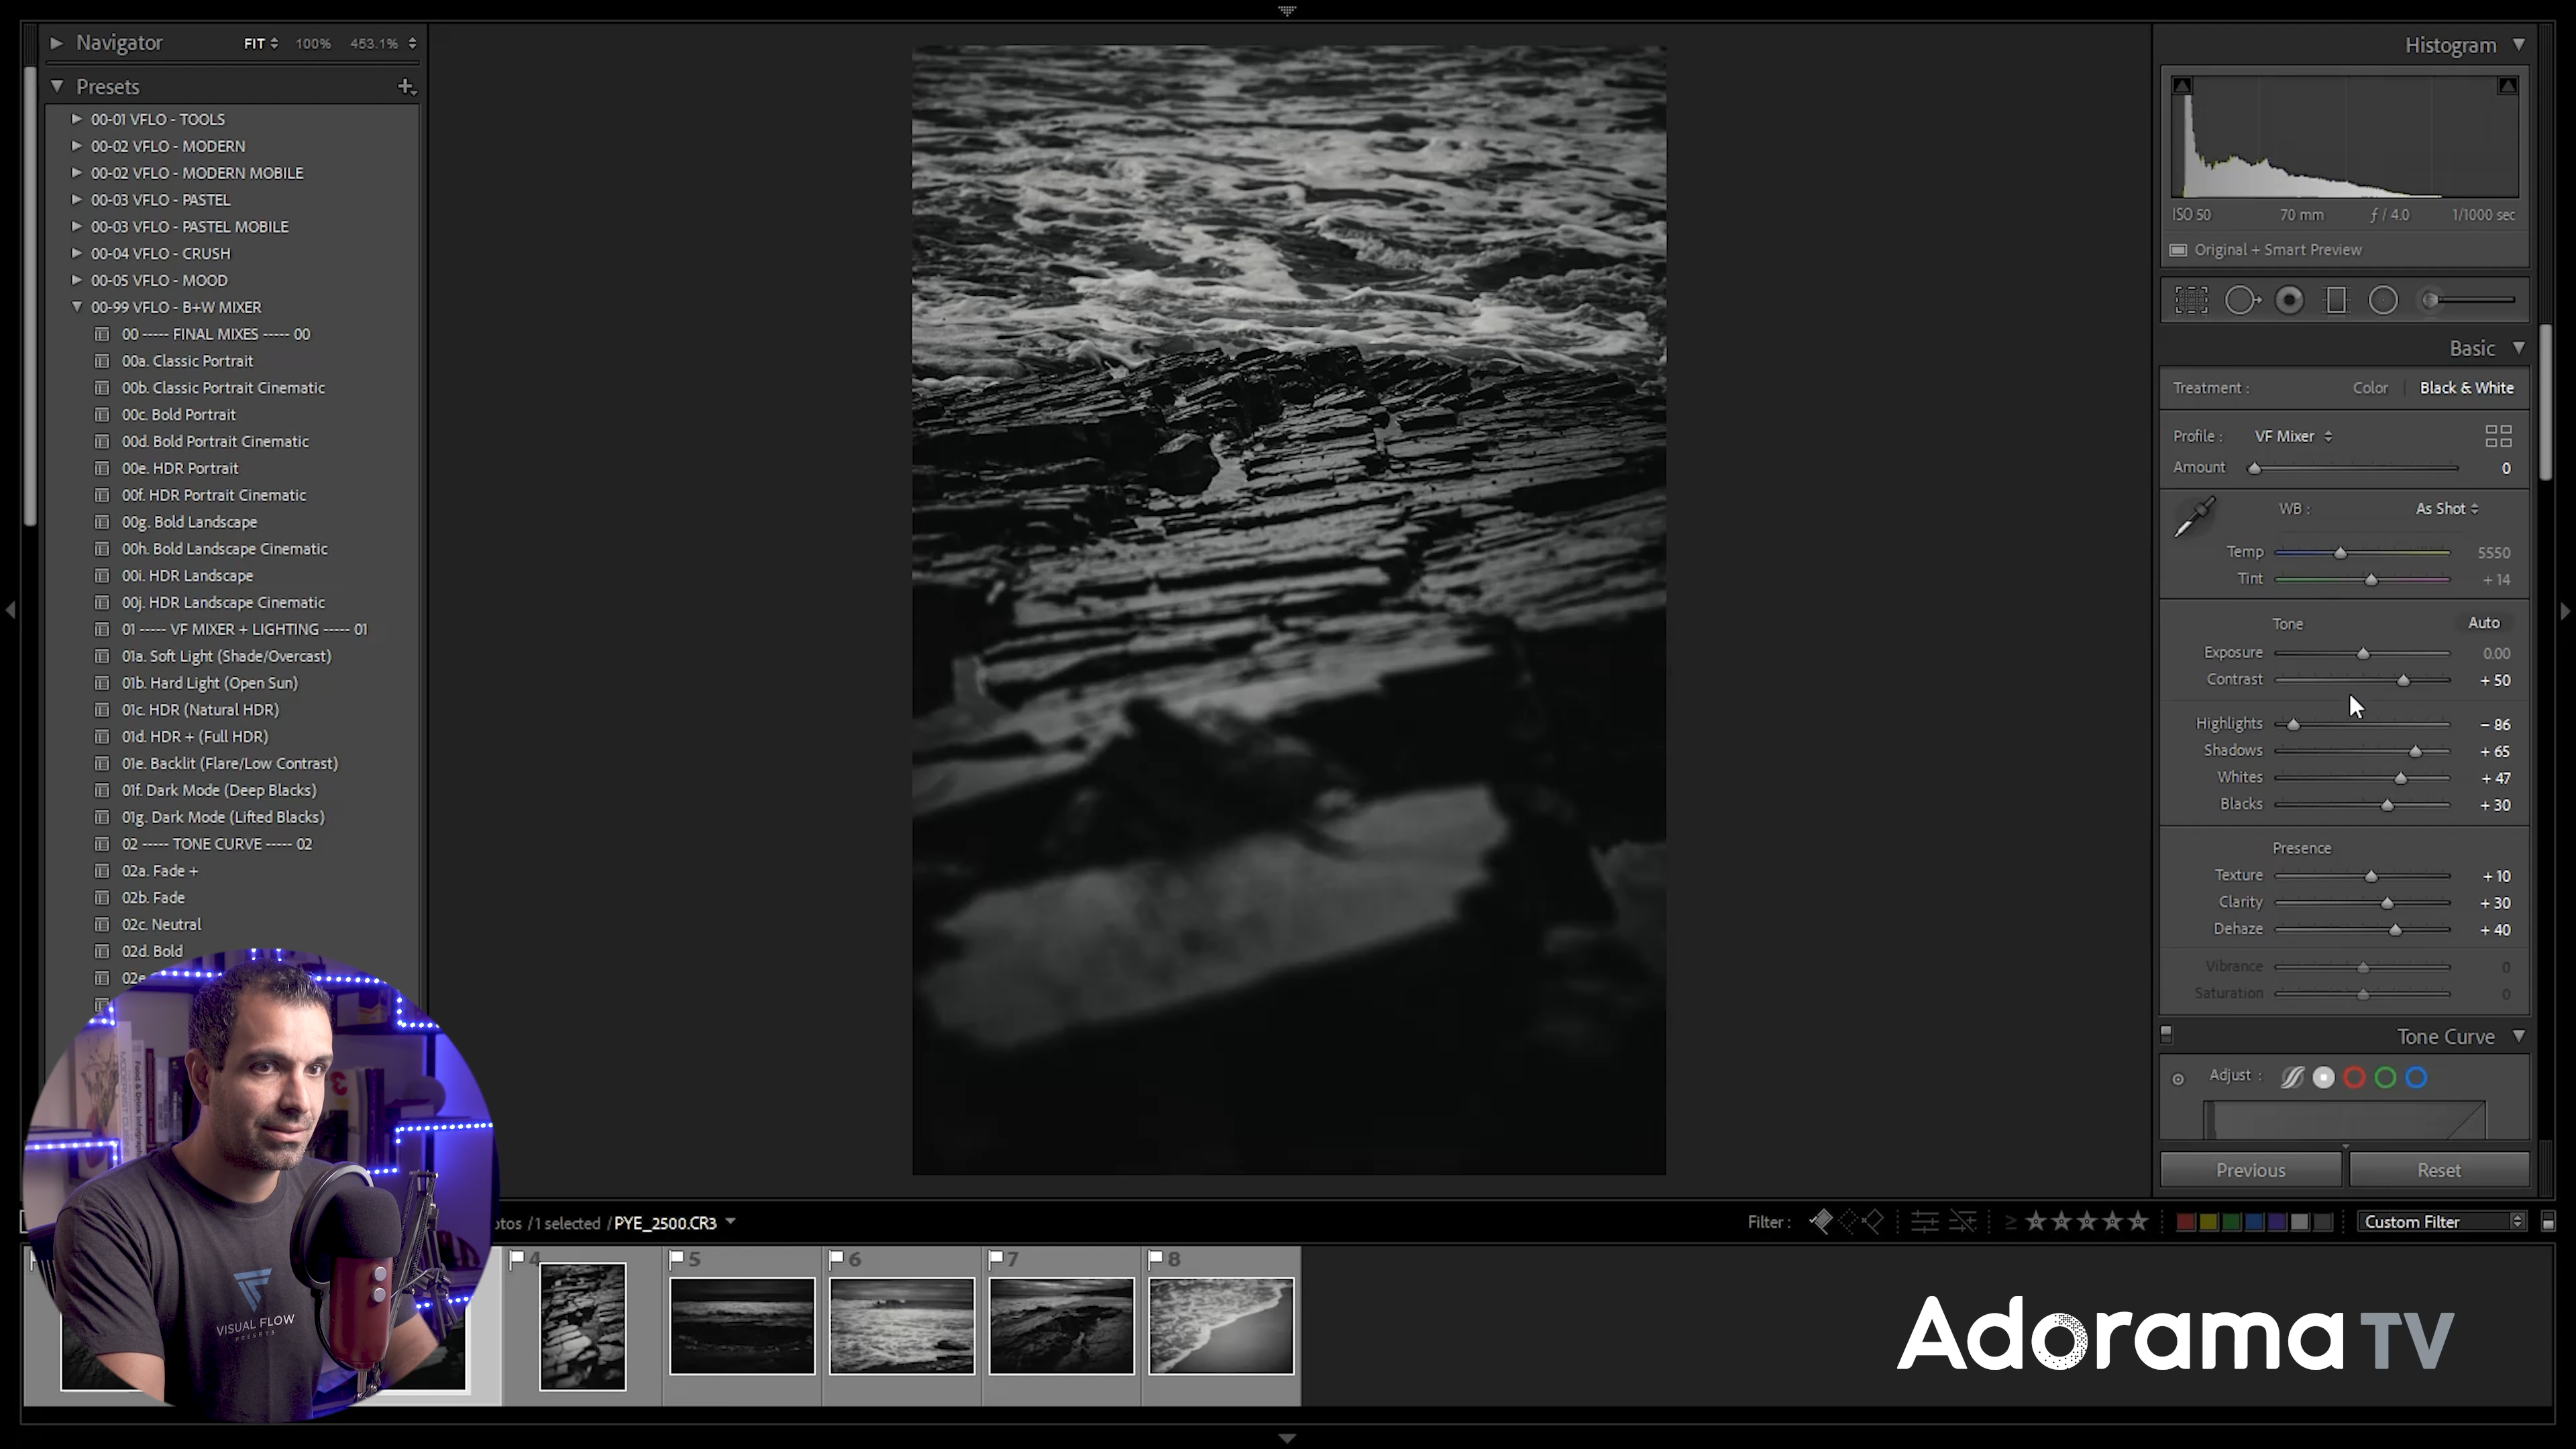 Navigator FIT 100% 453.1%
Presets
00-01 VFLO - TOOLS
00-02 VFLO - MODERN
00-02 VFLO - MODERN MOBILE
00-03 VFLO - PASTEL
00-03 VFLO - PASTEL MOBILE
00-04 VFLO - CRUSH
00-05 VFLO - MOOD
00-99 VFLO - B+W MIXER
00 ----- FINAL MIXES ----- 00
00a. Classic Portrait
00b. Classic Portrait Cinematic
00c. Bold Portrait
00d. Bold Portrait Cinematic
00e. HDR Portrait
00f. HDR Portrait Cinematic
00g. Bold Landscape
00h. Bold Landscape Cinematic
00i. HDR Landscape
00j. HDR Landscape Cinematic
01 ----- VF MIXER + LIGHTING ----- 01
01a. Soft Light (Shade/Overcast)
01b. Hard Light (Open Sun)
01c. HDR (Natural HDR)
01d. HDR + (Full HDR)
01e. Backlit (Flare/Low Contrast)
01f. Dark Mode (Deep Blacks)
01g. Dark Mode (Lifted Blacks)
02 ----- TONE CURVE ----- 02
02a. Fade +
02b. Fade
02c. Neutral
02d. Bold
02e
VISUAL FLOW
PRESETS
Histogram
ISO 50 70 mm ƒ / 4.0 1/1000 sec
Original + Smart Preview
Basic
Treatment : Color Black & White
Profile : VF Mixer
Amount 0
WB : As Shot
Temp 5550
Tint + 14
Tone Auto
Exposure 0.00
Contrast + 50
Highlights − 86
Shadows + 65
Whites + 47
Blacks + 30
Presence
Texture + 10
Clarity + 30
Dehaze + 40
Vibrance 0
Saturation 0
Tone Curve
Adjust :
Previous Reset
otos / 1 selected / PYE_2500.CR3
Filter : ≥ Custom Filter
4 5 6 7 8
Adorama TV